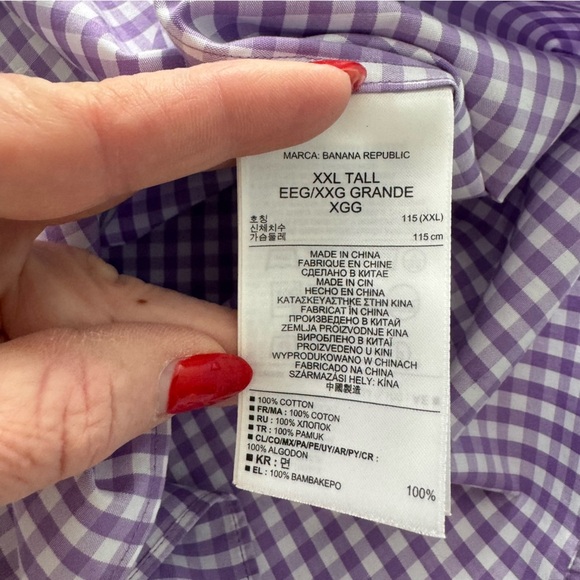 MARCA: BANANA REPUBLIC
XXL TALL
EEG/XXG GRANDE
XGG
호칭 115 (XXL)
신체치수
가슴둘레 115 cm
MADE IN CHINA
FABRIQUE EN CHINE
СДЕЛАНО В КИТАЕ
MADE IN CIN
HECHO EN CHINA
ΚΑΤΑΣΚΕΥΑΣΤΗΚΕ ΣΤΗΝ ΚΙΝΑ
FABRICAT ÎN CHINA
ПРОИЗВЕДЕНО В КИТАЕ
ZEMLJA PROIZVODNJE KINA
ВИРОБЛЕНО В КИТАЇ
PROIZVEDENO U KINI
WYPRODUKOWANO W CHINACH
FABRICADO NA CHINA
SZÁRMAZÁSI HELY: KÍNA
中國製造
■ 100% COTTON
■ FR/MA : 100% COTON
■ RU : 100% ХЛОПОК
■ TR : 100% PAMUK
■ CL/CO/MX/PA/PE/UY/AR/PY/CR :
100% ALGODON
■ KR : 면 100%
■ EL : 100% ΒΑΜΒΑΚΕΡΟ